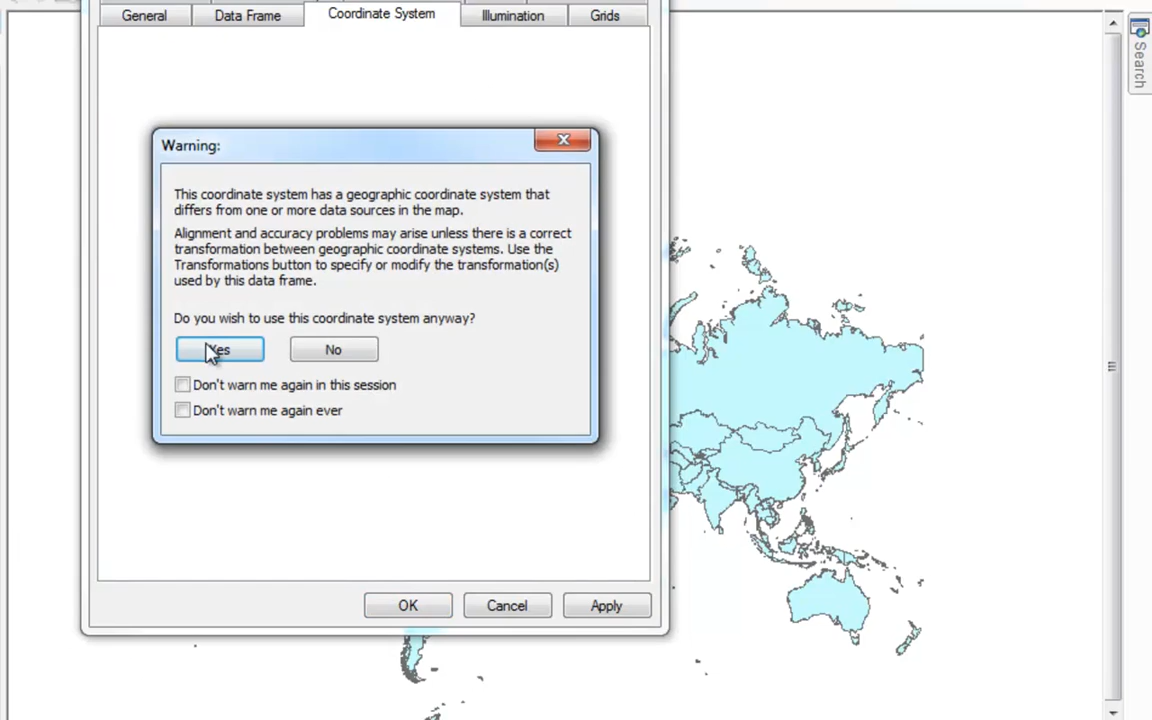 General
Data Frame
Coordinate System
Illumination
Grids
Search
Warning:
This coordinate system has a geographic coordinate system that
differs from one or more data sources in the map.
Alignment and accuracy problems may arise unless there is a correct
transformation between geographic coordinate systems. Use the
Transformations button to specify or modify the transformation(s)
used by this data frame.
Do you wish to use this coordinate system anyway?
Yes
No
Don't warn me again in this session
Don't warn me again ever
OK
Cancel
Apply